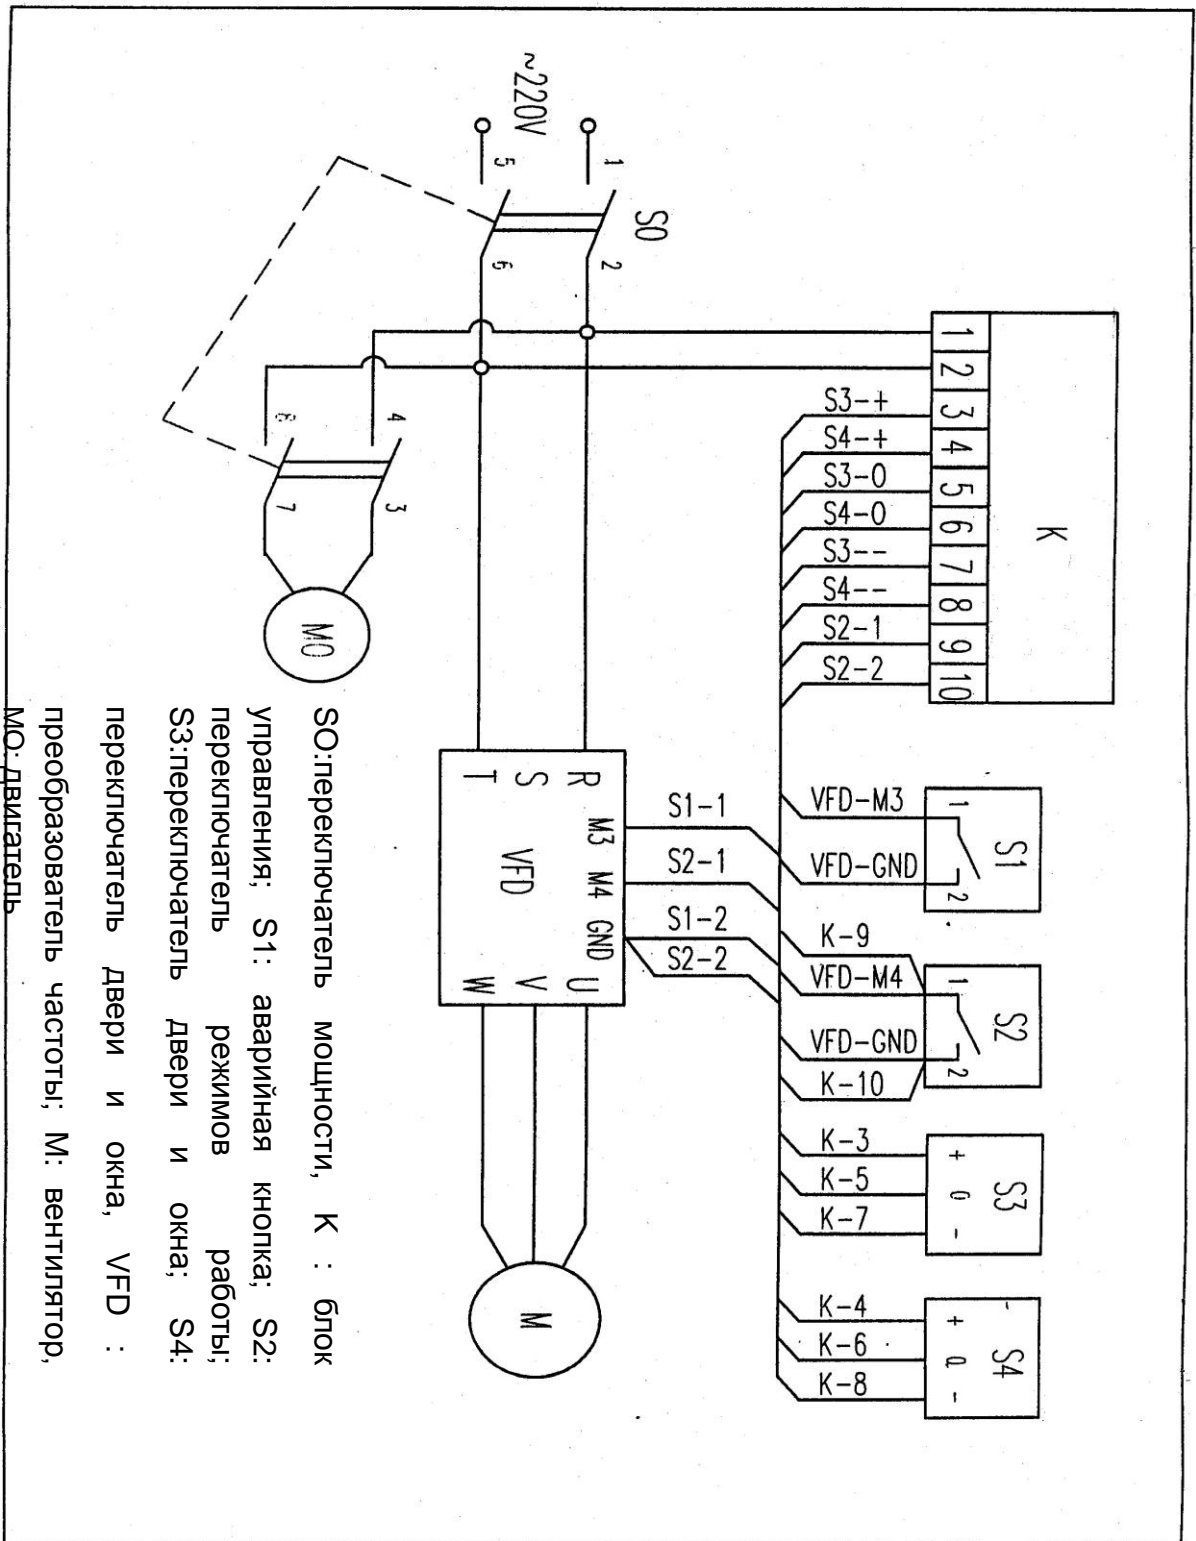 ~220V
1
5
S0
2
6
K
1
2
3
4
5
6
7
8
9
10
S3-+
S4-+
S3-0
S4-0
S3--
S4--
S2-1
S2-2
4
8
3
7
M0
R
S
T
VFD
M3
M4
GND
U
V
W
S1-1
S2-1
S1-2
S2-2
M
VFD-M3
VFD-GND
1
S1
2
K-9
VFD-M4
VFD-GND
K-10
1
S2
2
K-3
K-5
K-7
+
0
-
S3
K-4
K-6
K-8
+
0
-
S4
SO:переключатель мощности, K : блок
управления; S1: аварийная кнопка; S2:
переключатель режимов работы;
S3:переключатель двери и окна; S4:
переключатель двери и окна, VFD :
преобразователь частоты; M: вентилятор,
MO: двигатель